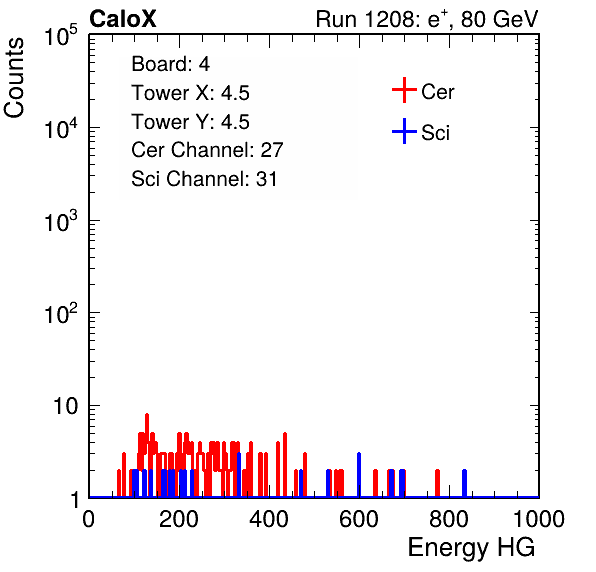 CaloX Run 1208: e⁺, 80 GeV
Counts
10⁵
10⁴
10³
10²
10
1
Board: 4
Tower X: 4.5
Tower Y: 4.5
Cer Channel: 27
Sci Channel: 31
Cer
Sci
0 200 400 600 800 1000
Energy HG